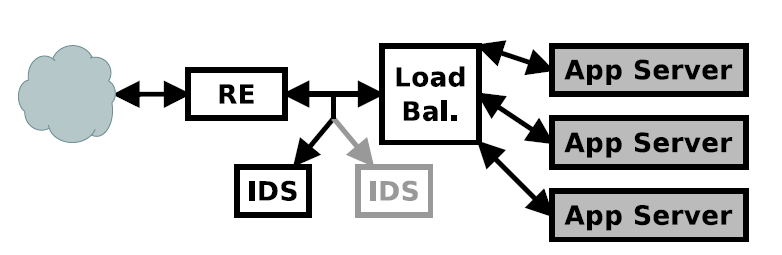 RE
Load
Bal.
App Server
App Server
App Server
IDS
IDS